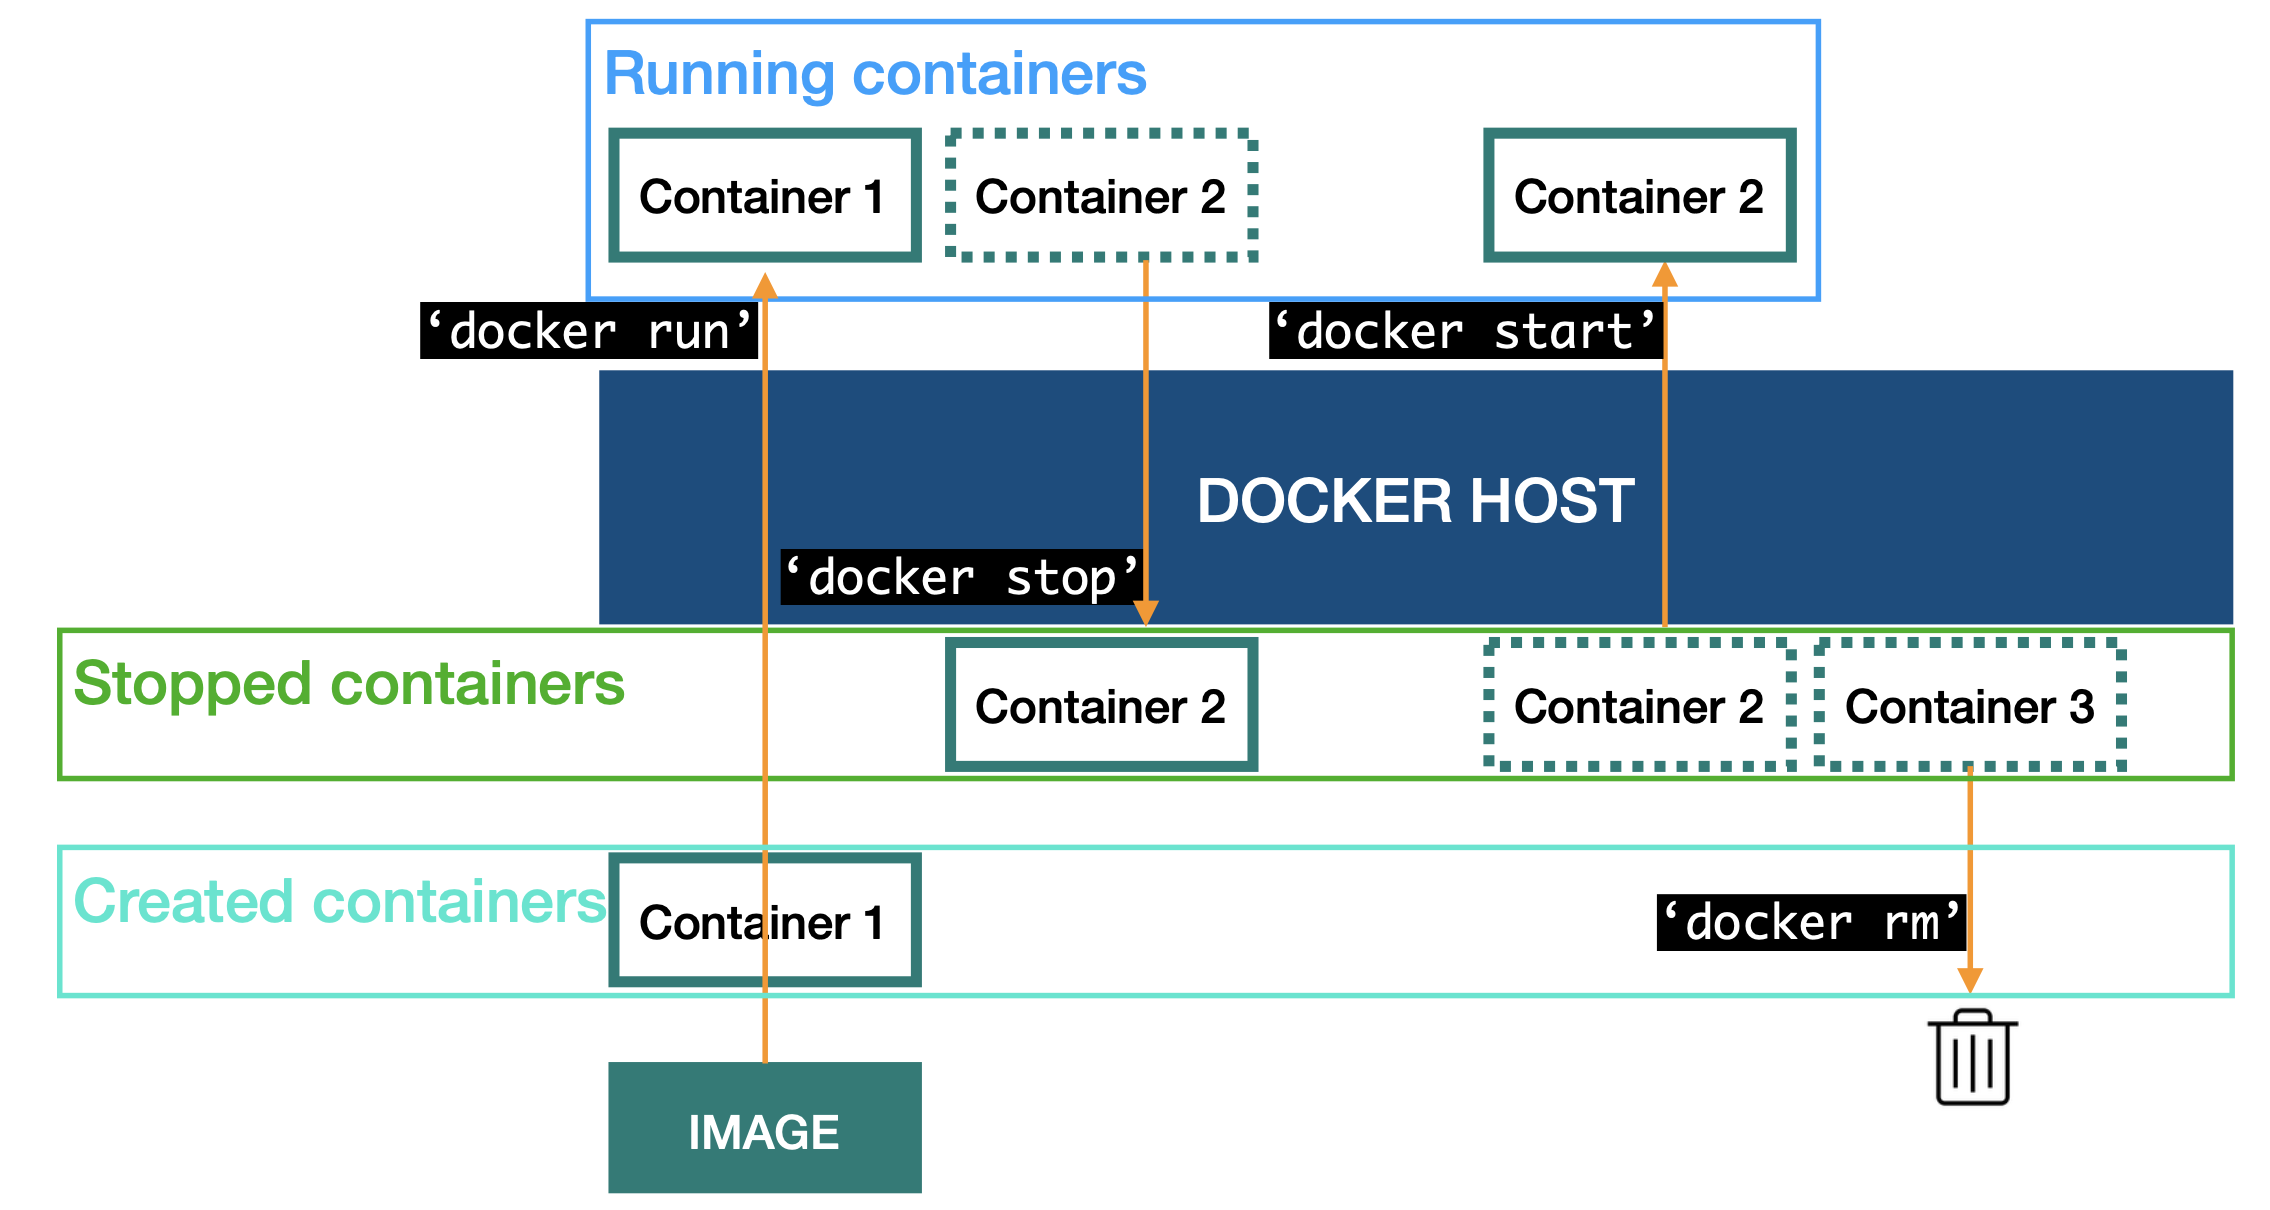 Running containers
Container 1
Container 2
Container 2
‘docker run’
‘docker start’
DOCKER HOST
‘docker stop’
Stopped containers
Container 2
Container 2
Container 3
Created containers
Container 1
‘docker rm’
IMAGE